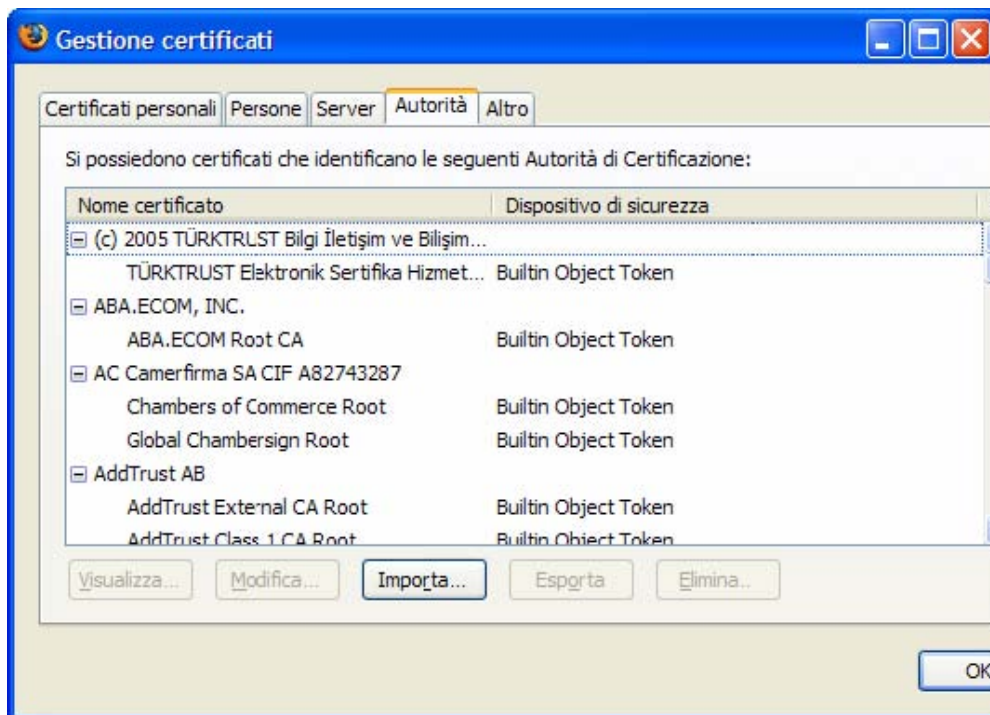 Gestione certificati
Certificati personali Persone Server Autorità Altro
Si possiedono certificati che identificano le seguenti Autorità di Certificazione:
Nome certificato Dispositivo di sicurezza
(c) 2005 TÜRKTRUST Bilgi İletişim ve Bilişim...
TÜRKTRUST Elektronik Sertifika Hizmet... Builtin Object Token
ABA.ECOM, INC.
ABA.ECOM Root CA Builtin Object Token
AC Camerfirma SA CIF A82743287
Chambers of Commerce Root Builtin Object Token
Global Chambersign Root Builtin Object Token
AddTrust AB
AddTrust External CA Root Builtin Object Token
AddTrust Class 1 CA Root Builtin Object Token
Visualizza... Modifica... Importa... Esporta Elimina...
OK